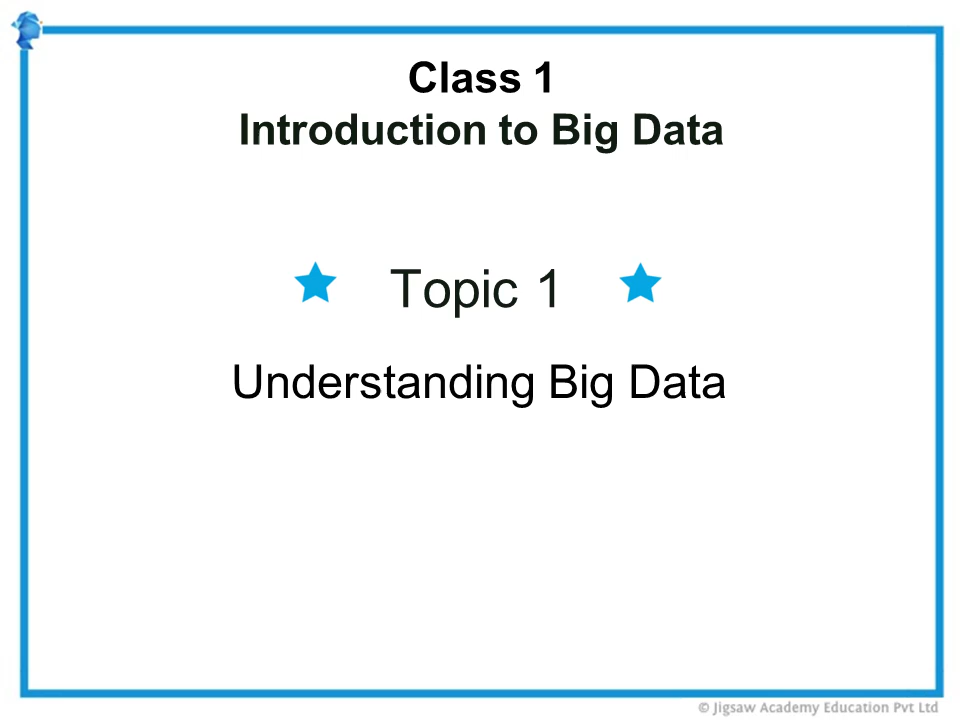 Class 1
Introduction to Big Data
Topic 1
Understanding Big Data
© Jigsaw Academy Education Pvt Ltd